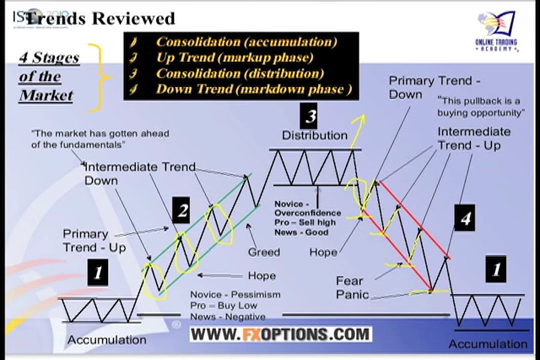 Trends Reviewed
ONLINE TRADING
ACADEMY
4 Stages
of the
Market
1 Consolidation (accumulation)
2 Up Trend (markup phase)
3 Consolidation (distribution)
4 Down Trend (markdown phase )
Primary Trend -
Down
"This pullback is a
buying opportunity"
3
Distribution
Intermediate
Trend - Up
"The market has gotten ahead
of the fundamentals"
Intermediate Trend
Down
2
Novice -
Overconfidence
Pro – Sell high
News - Good
4
Primary
Trend - Up
Greed
Hope
1
Hope
Fear
Panic
1
Novice - Pessimism
Pro – Buy Low
News – Negative
Accumulation
WWW.FXOPTIONS.COM
Accumulation